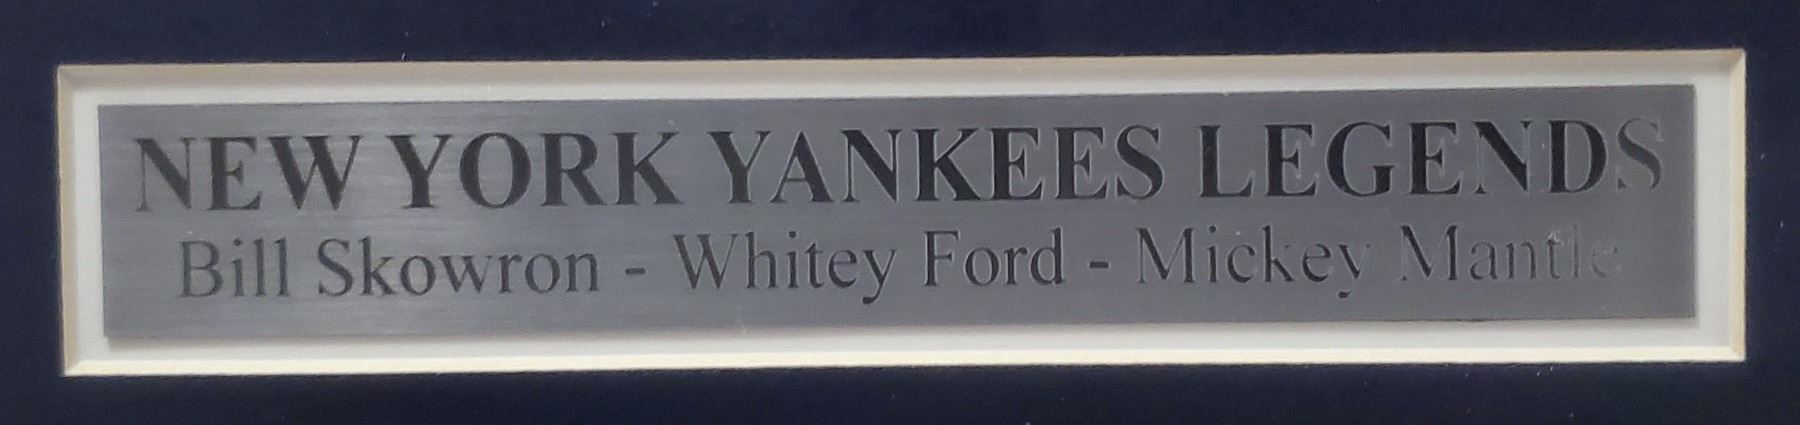 NEW YORK YANKEES LEGENDS
Bill Skowron - Whitey Ford - Mickey Mantle